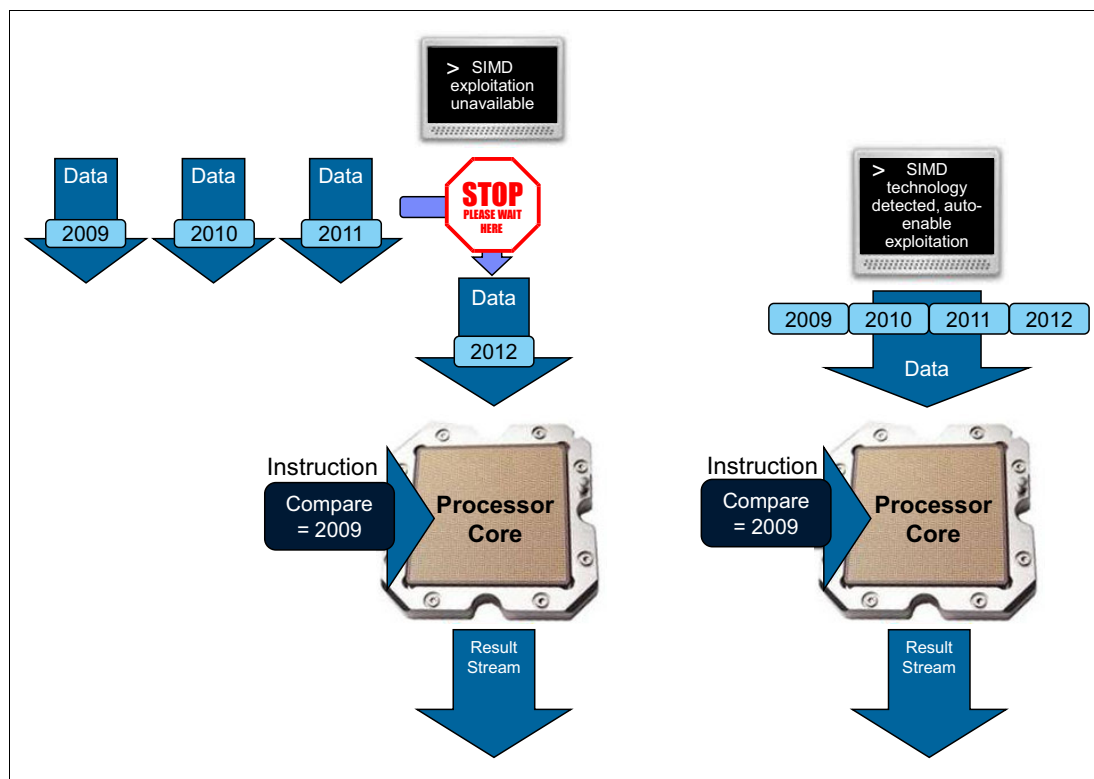 > SIMD
exploitation
unavailable
Data
Data
Data
STOP
PLEASE WAIT
HERE
2009
2010
2011
Data
2012
Instruction
Compare
= 2009
Processor
Core
Result
Stream
> SIMD
technology
detected, auto-
enable
exploitation
2009
2010
2011
2012
Data
Instruction
Compare
= 2009
Processor
Core
Result
Stream